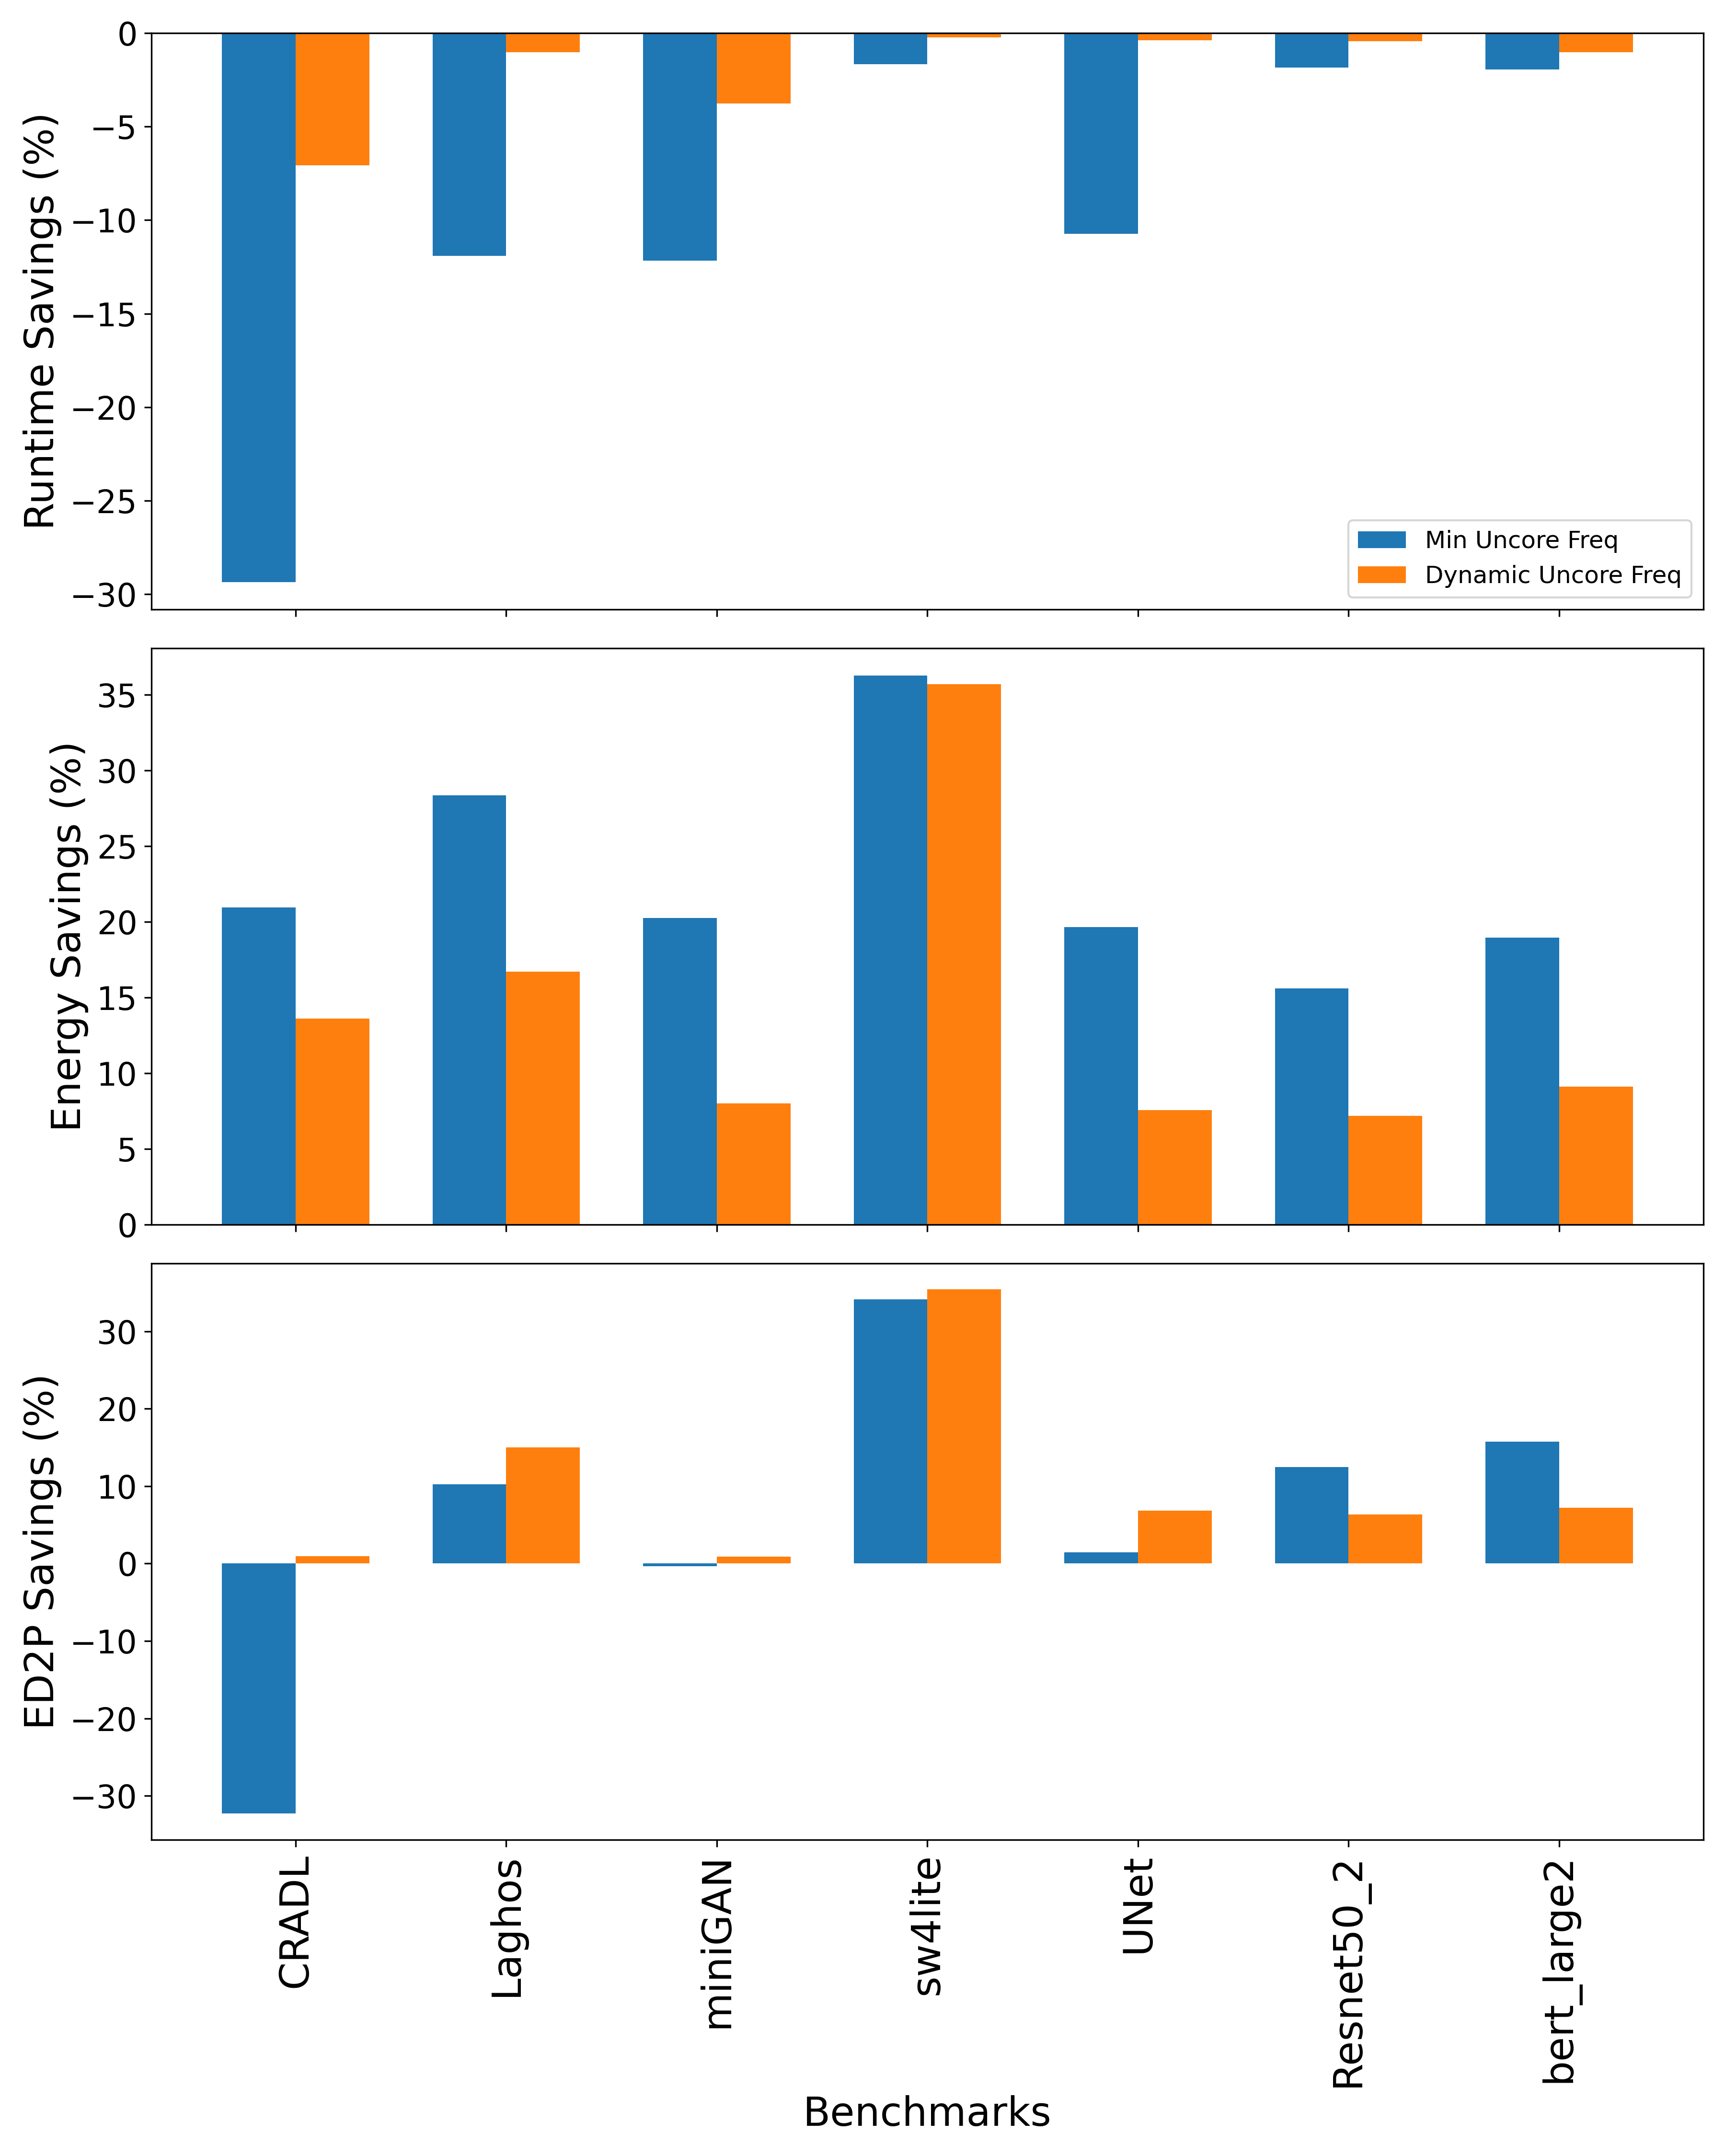 0
−5
−10
−15
−20
−25
−30
Runtime Savings (%)
Min Uncore Freq
Dynamic Uncore Freq
35
30
25
20
15
10
5
0
Energy Savings (%)
30
20
10
0
−10
−20
−30
ED2P Savings (%)
CRADL
Laghos
miniGAN
sw4lite
UNet
Resnet50_2
bert_large2
Benchmarks